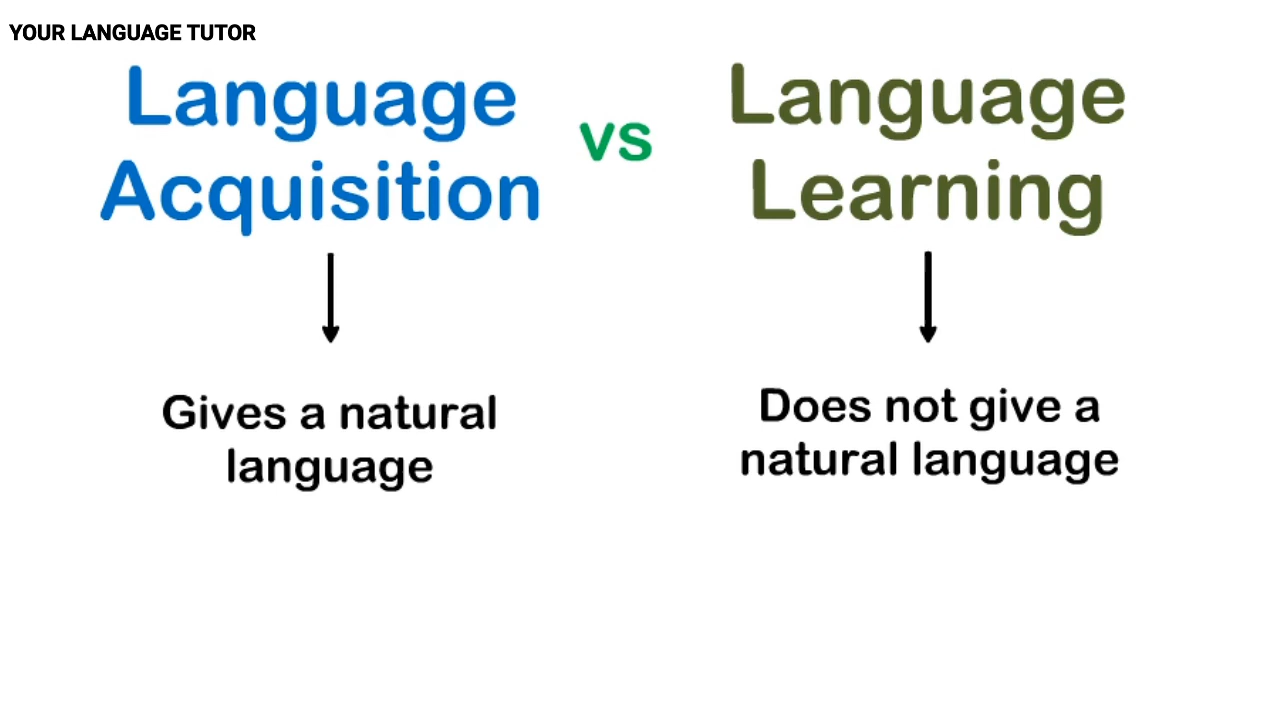 YOUR LANGUAGE TUTOR
Language
Acquisition
vs
Language
Learning
Gives a natural
language
Does not give a
natural language